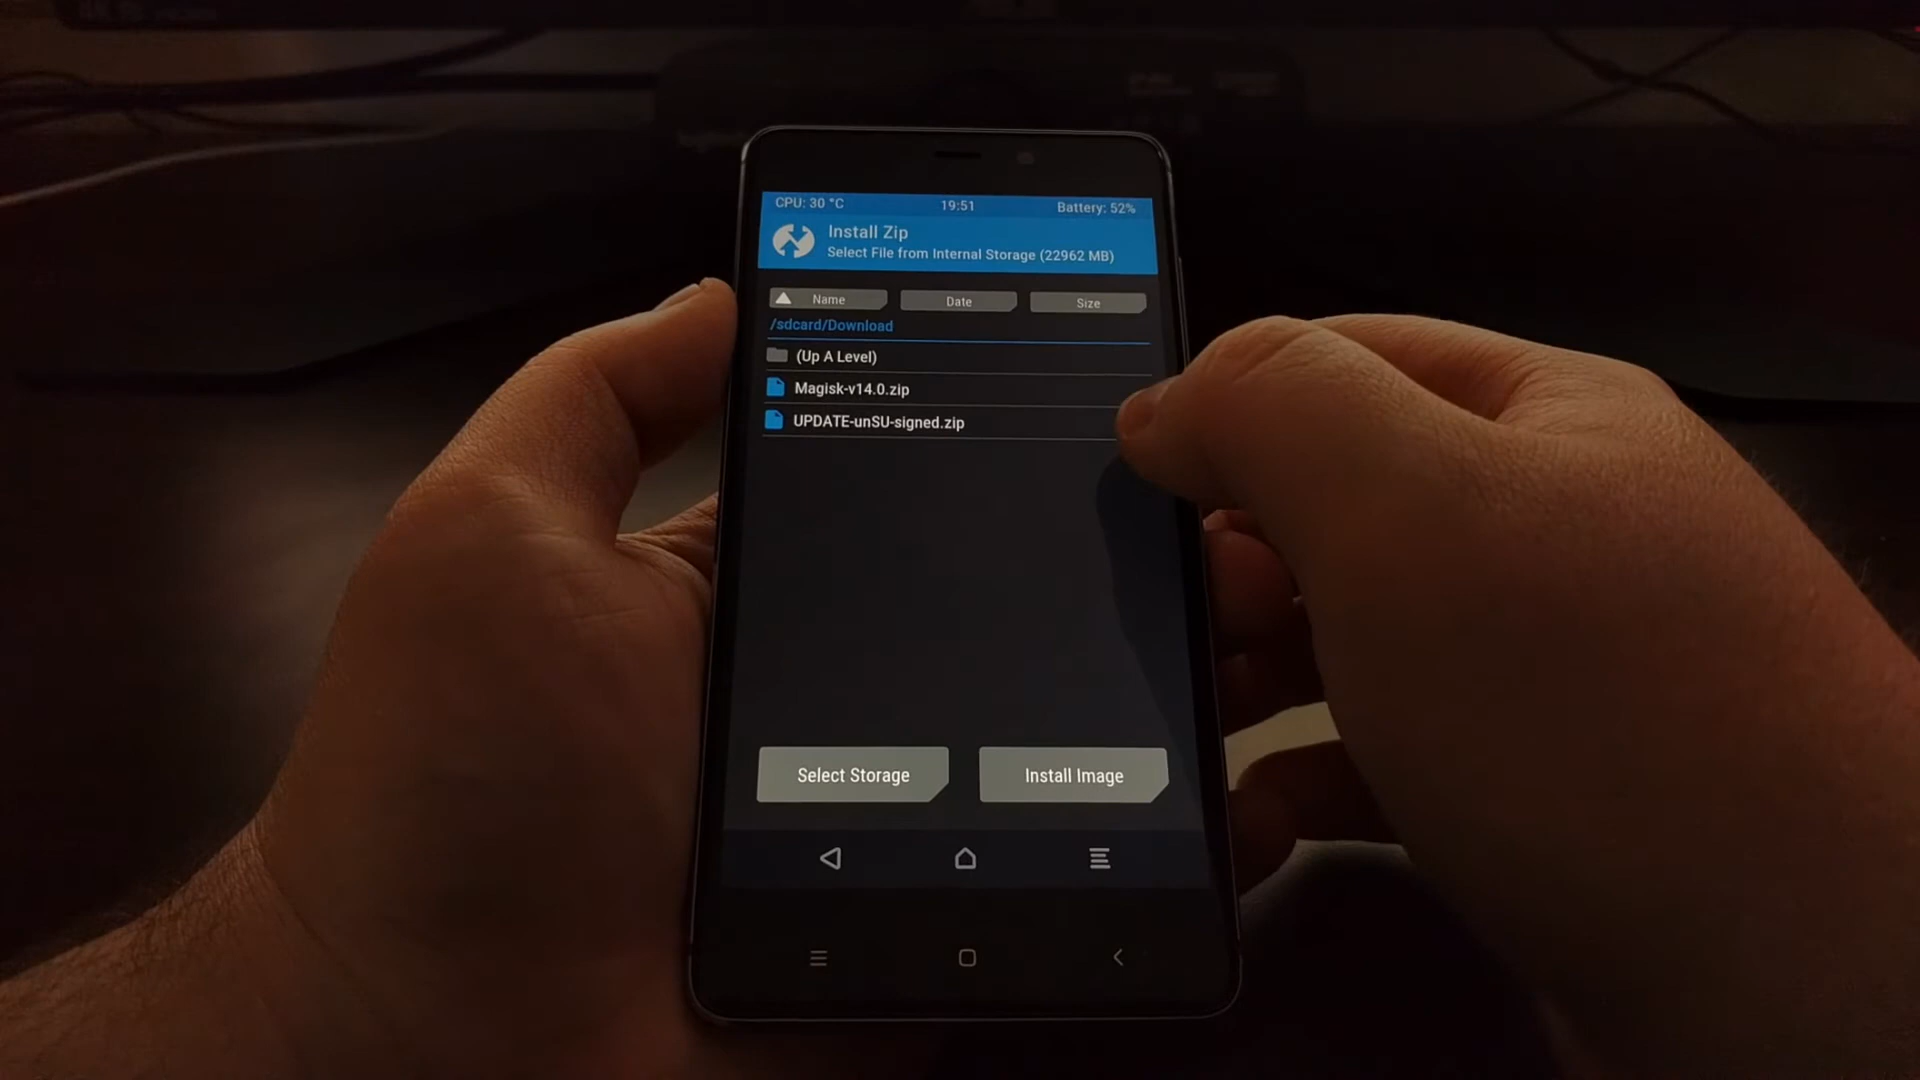 CPU: 30 °C 19:51 Battery: 52%
Install Zip
Select File from Internal Storage (22962 MB)
Name Date Size
/sdcard/Download
(Up A Level)
Magisk-v14.0.zip
UPDATE-unSU-signed.zip
Select Storage Install Image